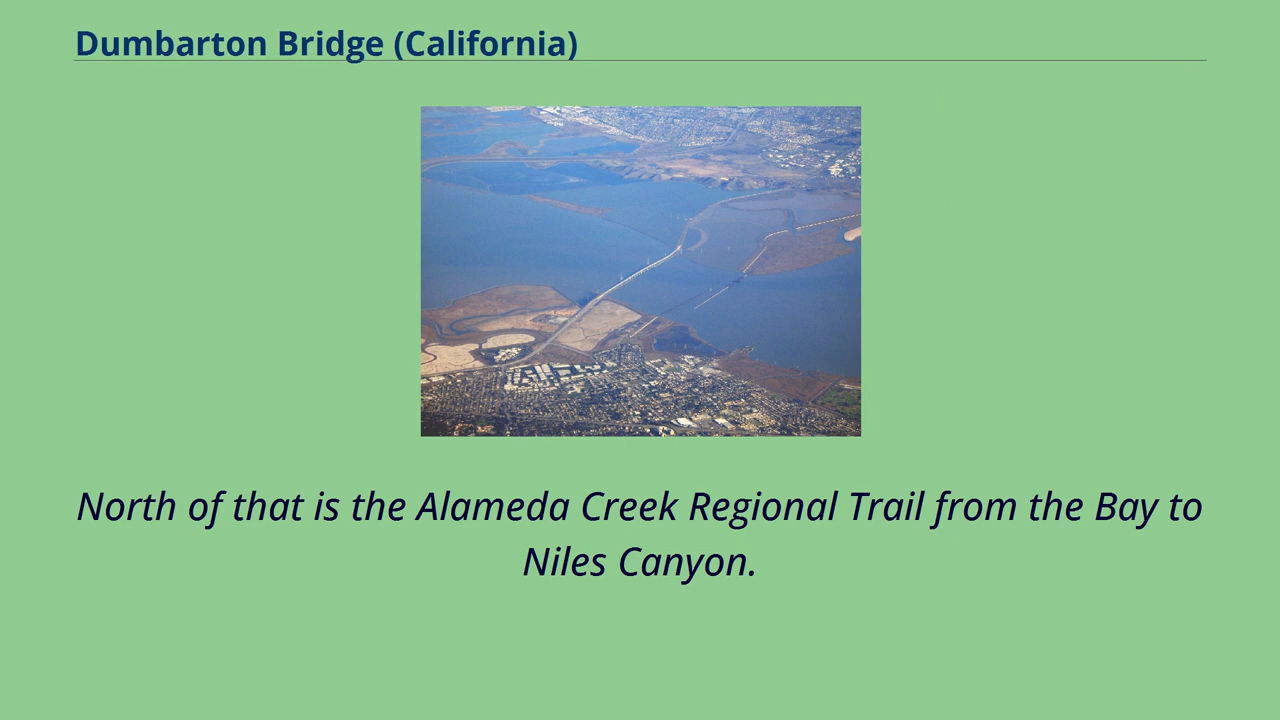 Dumbarton Bridge (California)
North of that is the Alameda Creek Regional Trail from the Bay to
Niles Canyon.